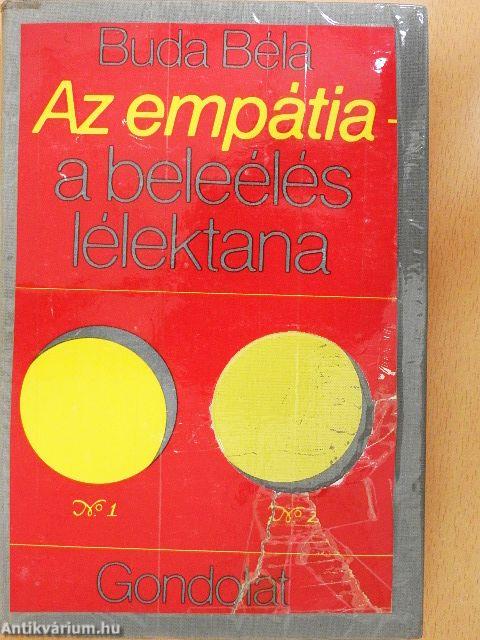 Buda Béla
Az empátia -
a beleélés
lélektana
No 1
No 2
Gondolat
Antikvárium.hu